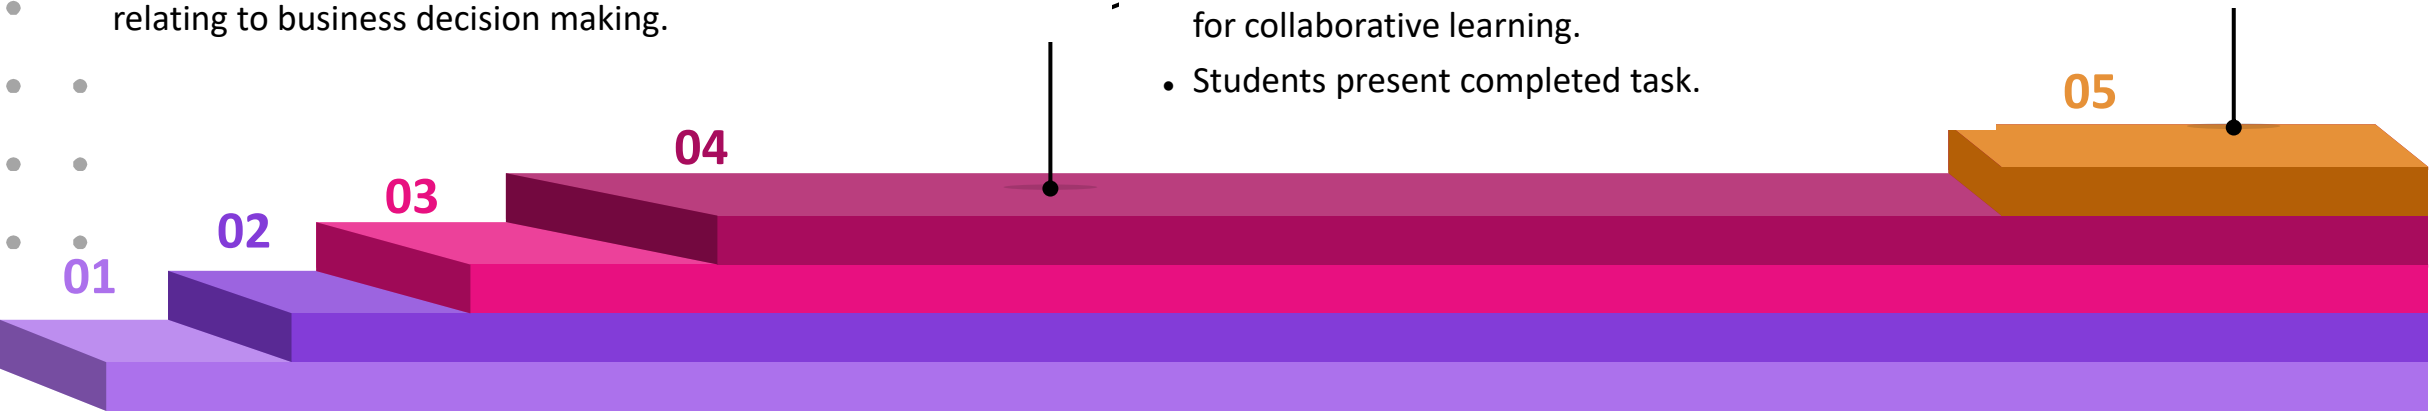 relating to business decision making.
for collaborative learning.
• Students present completed task.
05
04
03
02
01